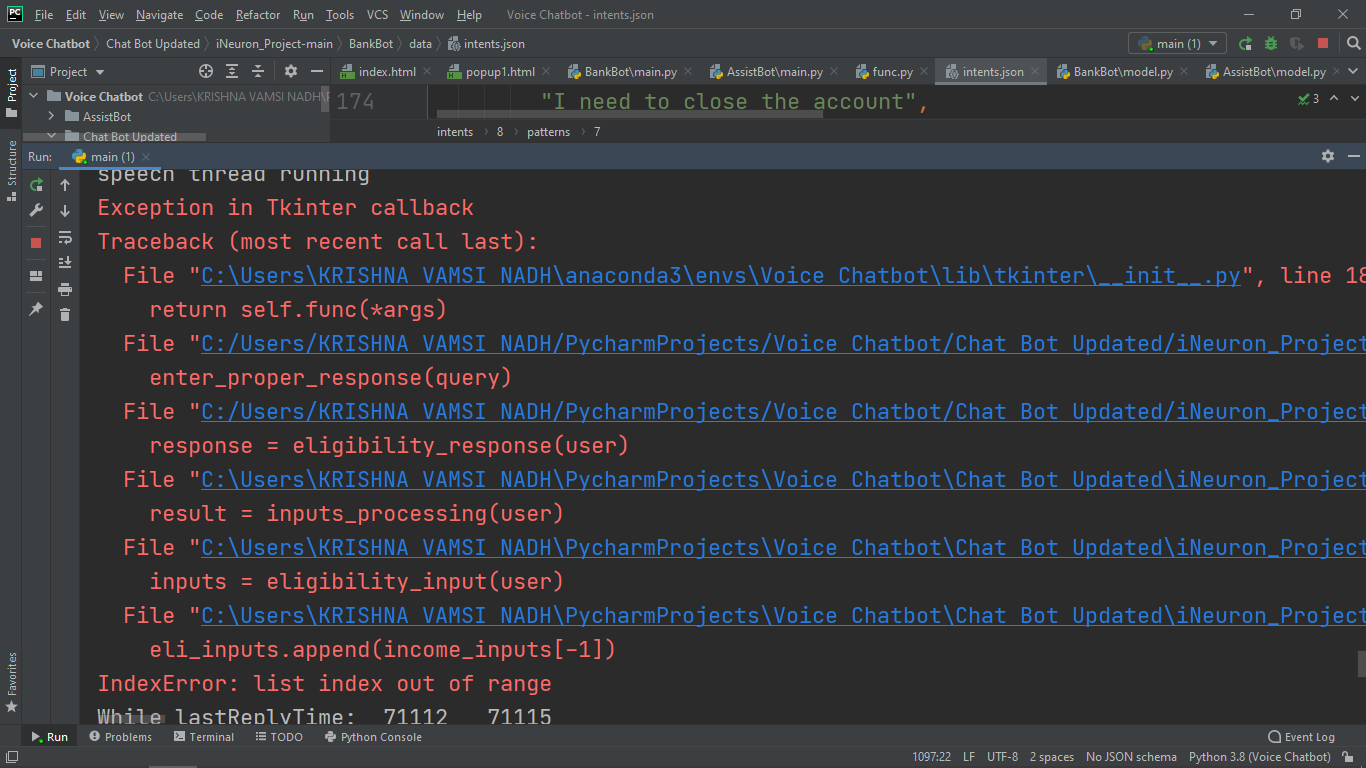 PC File Edit View Navigate Code Refactor Run Tools VCS Window Help Voice Chatbot - intents.json
Voice Chatbot Chat Bot Updated iNeuron_Project-main BankBot data intents.json main (1)
Project index.html popup1.html BankBot\main.py AssistBot\main.py func.py intents.json BankBot\model.py AssistBot\model.py
Voice Chatbot C:\Users\KRISHNA VAMSI NADH\P
174 "I need to close the account", 3
AssistBot
Chat Bot Updated
intents 8 patterns 7
Project
Structure
Favorites
Run: main (1)
speech thread running
Exception in Tkinter callback
Traceback (most recent call last):
File "C:\Users\KRISHNA VAMSI NADH\anaconda3\envs\Voice Chatbot\lib\tkinter\__init__.py", line 18
return self.func(*args)
File "C:/Users/KRISHNA VAMSI NADH/PycharmProjects/Voice Chatbot/Chat Bot Updated/iNeuron_Project
enter_proper_response(query)
File "C:/Users/KRISHNA VAMSI NADH/PycharmProjects/Voice Chatbot/Chat Bot Updated/iNeuron_Project
response = eligibility_response(user)
File "C:\Users\KRISHNA VAMSI NADH\PycharmProjects\Voice Chatbot\Chat Bot Updated\iNeuron_Project
result = inputs_processing(user)
File "C:\Users\KRISHNA VAMSI NADH\PycharmProjects\Voice Chatbot\Chat Bot Updated\iNeuron_Project
inputs = eligibility_input(user)
File "C:\Users\KRISHNA VAMSI NADH\PycharmProjects\Voice Chatbot\Chat Bot Updated\iNeuron_Project
eli_inputs.append(income_inputs[-1])
IndexError: list index out of range
While lastReplyTime: 71112 71115
Run Problems Terminal TODO Python Console Event Log
1097:22 LF UTF-8 2 spaces No JSON schema Python 3.8 (Voice Chatbot)